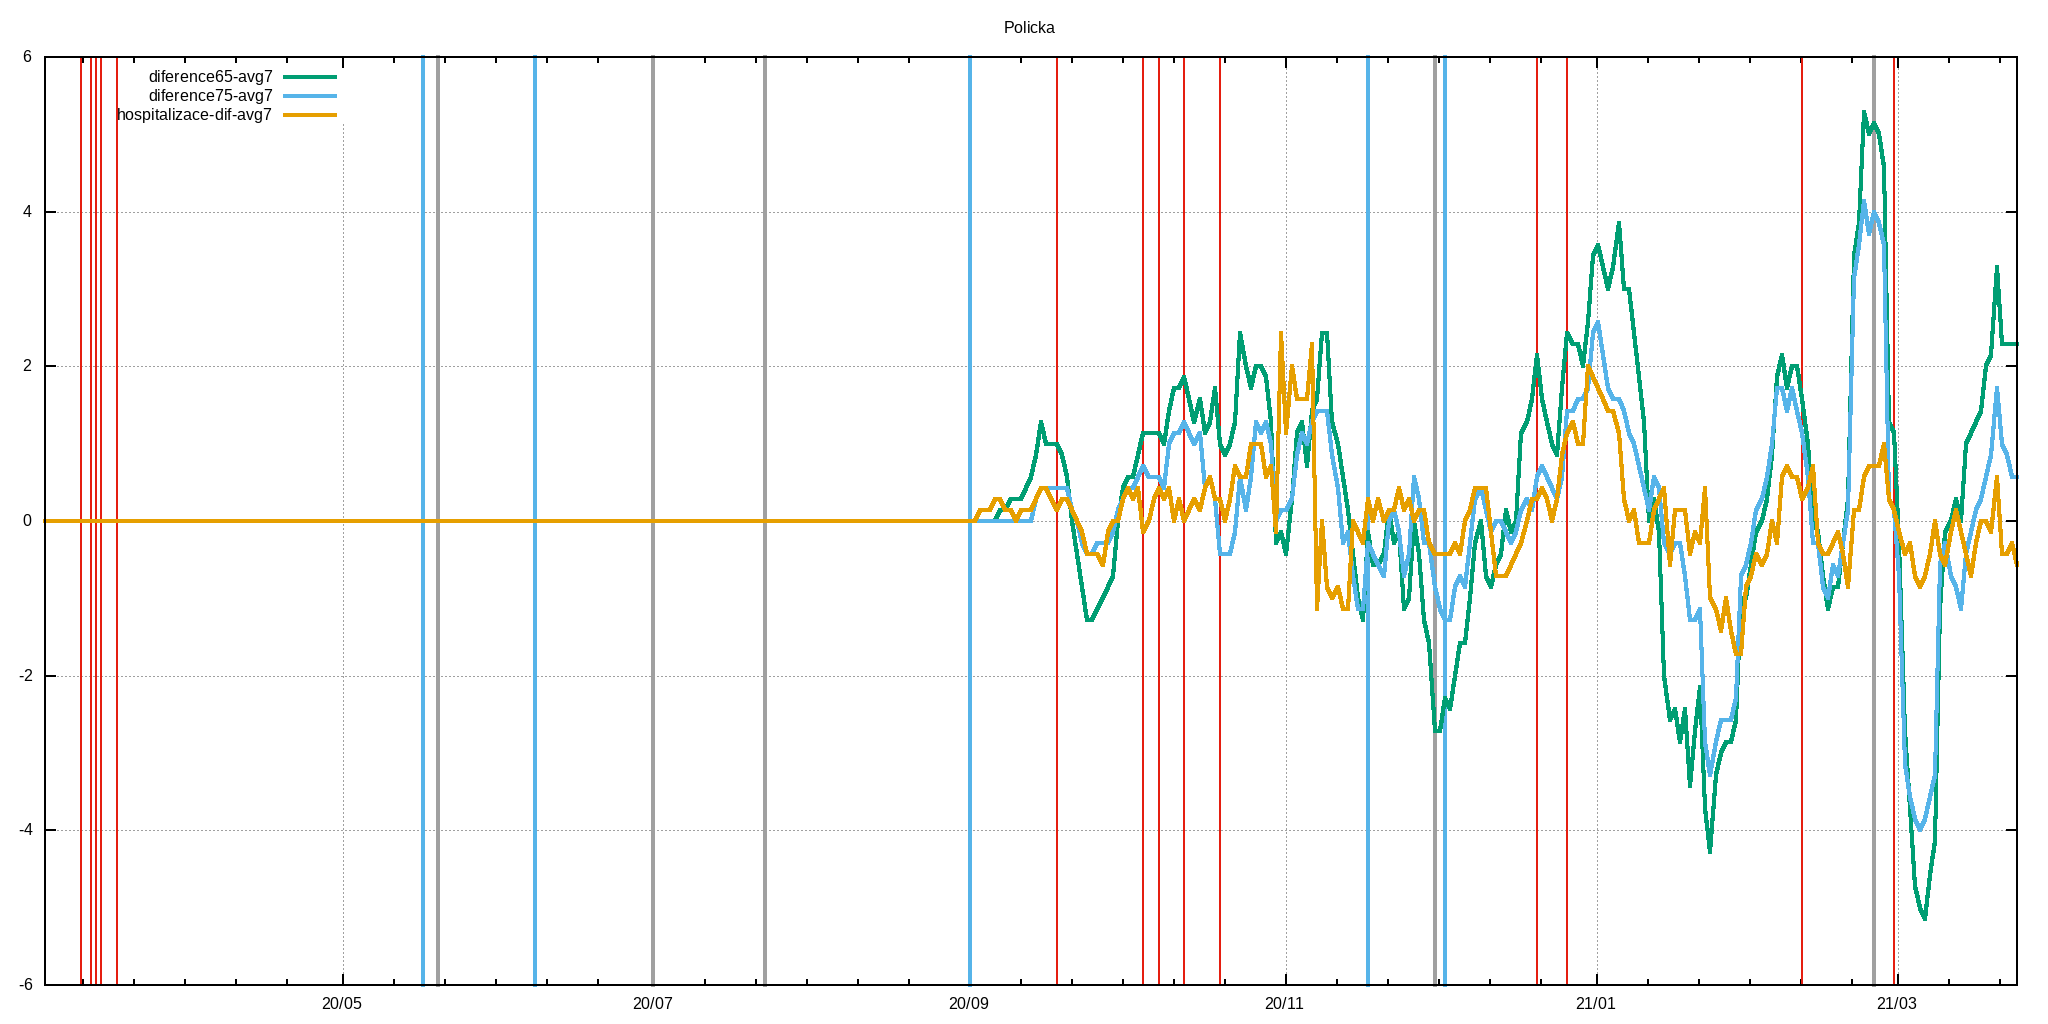 Policka
6
diference65-avg7
diference75-avg7
hospitalizace-dif-avg7
4
2
0
-2
-4
-6
20/05 20/07 20/09 20/11 21/01 21/03